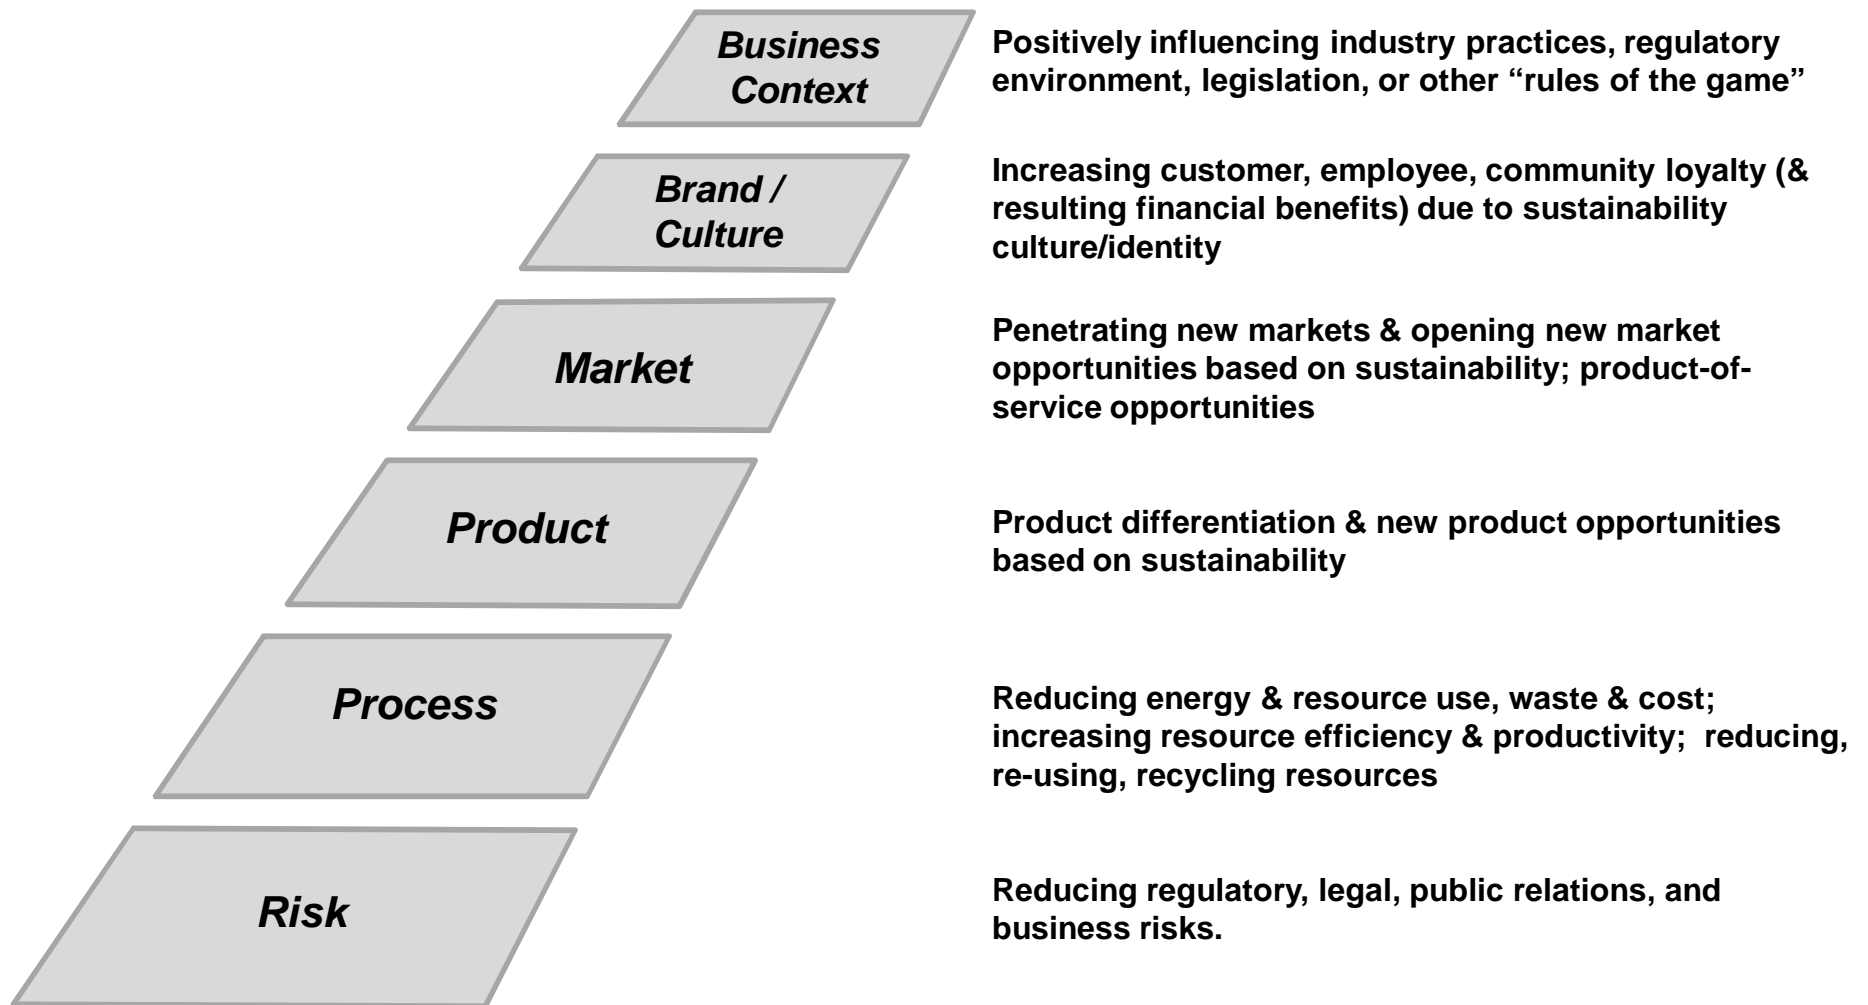 Business
Context
Positively influencing industry practices, regulatory
environment, legislation, or other “rules of the game”
Brand /
Culture
Increasing customer, employee, community loyalty (&
resulting financial benefits) due to sustainability
culture/identity
Market
Penetrating new markets & opening new market
opportunities based on sustainability; product-of-
service opportunities
Product
Product differentiation & new product opportunities
based on sustainability
Process
Reducing energy & resource use, waste & cost;
increasing resource efficiency & productivity;  reducing,
re-using, recycling resources
Risk
Reducing regulatory, legal, public relations, and
business risks.